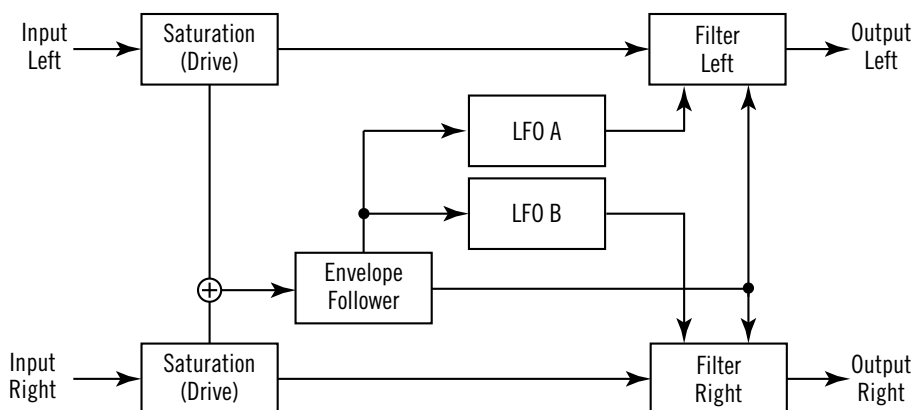 Input
Left
Saturation
(Drive)
Filter
Left
Output
Left
LFO A
LFO B
Envelope
Follower
Input
Right
Saturation
(Drive)
Filter
Right
Output
Right